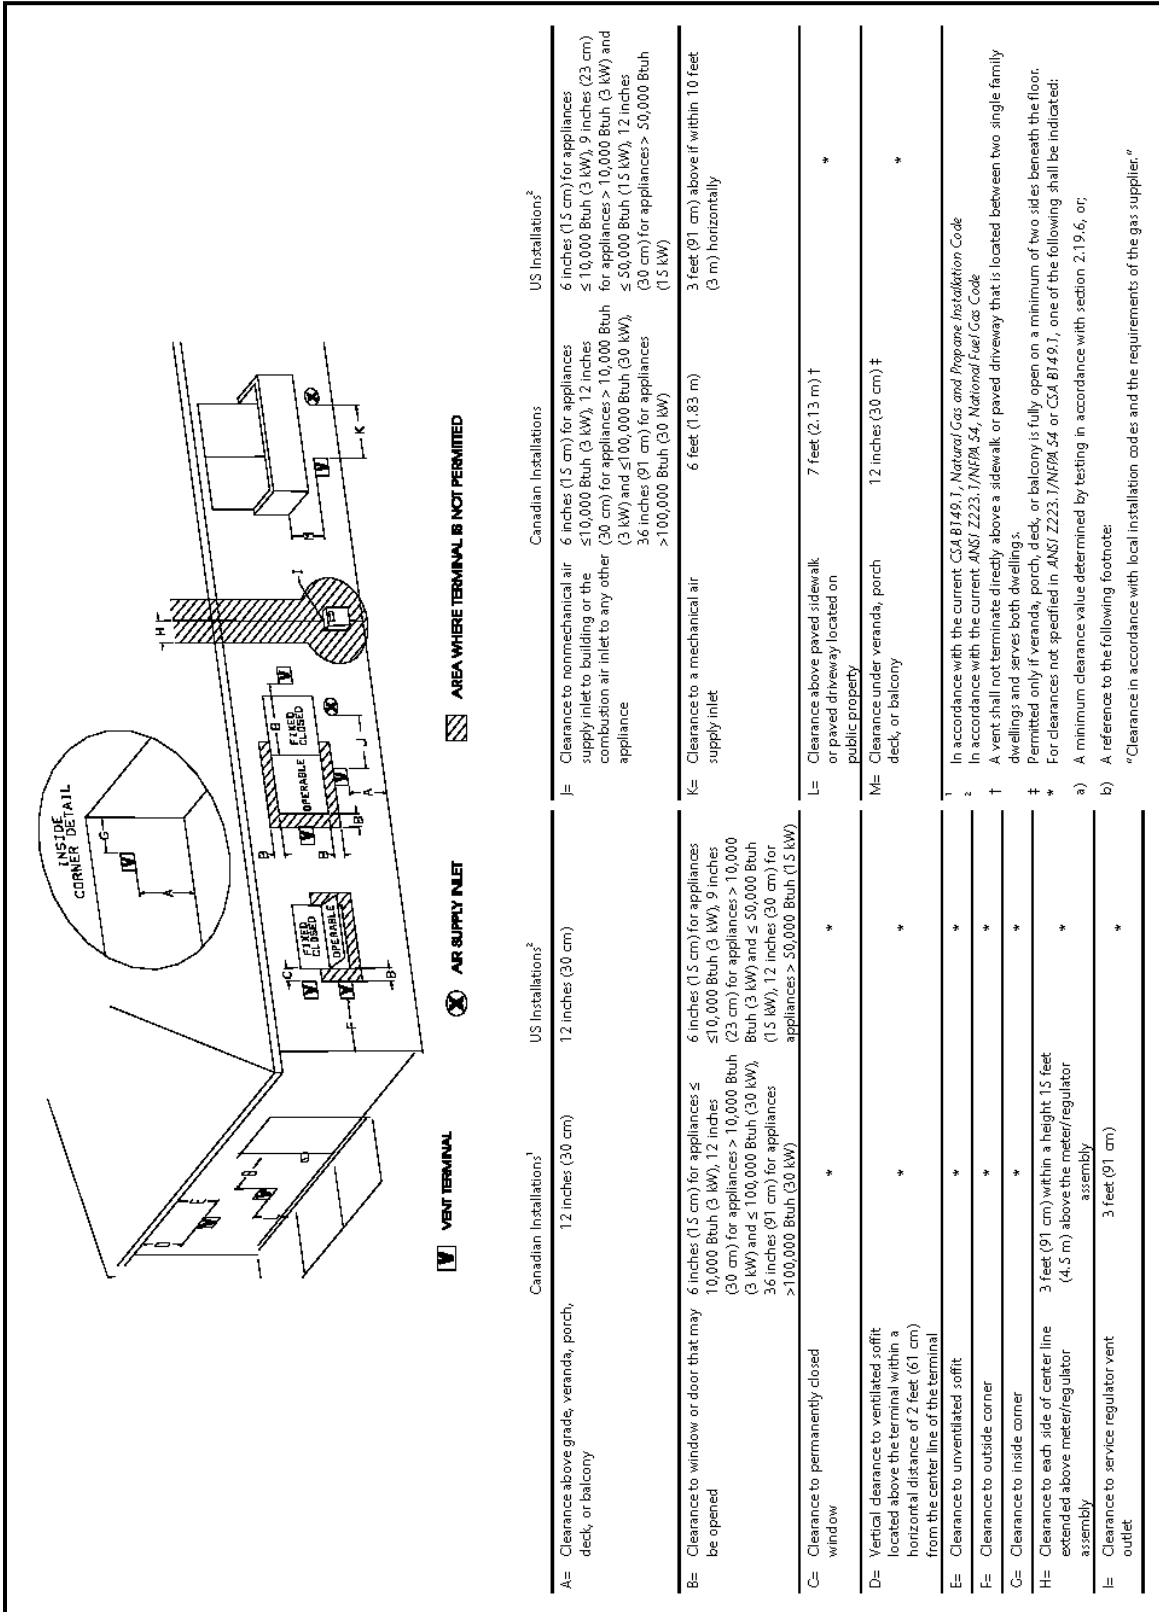 INSIDE
CORNER DETAIL
V
G
A
D
E
V
B
V
B
FIXED
CLOSED
OPERABLE
C
V
V
F
B
FIXED
CLOSED
OPERABLE
B
B
V
B
V
V
A
J
X
B
H
I
M
V
K
X
V VENT TERMINAL
X AIR SUPPLY INLET
AREA WHERE TERMINAL IS NOT PERMITTED
Canadian Installations¹
US Installations²
A= Clearance above grade, veranda, porch,
deck, or balcony
12 inches (30 cm)
12 inches (30 cm)
B= Clearance to window or door that may
be opened
6 inches (15 cm) for appliances ≤
10,000 Btuh (3 kW), 12 inches
(30 cm) for appliances > 10,000 Btuh
(3 kW) and ≤ 100,000 Btuh (30 kW),
36 inches (91 cm) for appliances
>100,000 Btuh (30 kW)
6 inches (15 cm) for appliances
≤10,000 Btuh (3 kW), 9 inches
(23 cm) for appliances > 10,000
Btuh (3 kW) and ≤ 50,000 Btuh
(15 kW), 12 inches (30 cm) for
appliances > 50,000 Btuh (15 kW)
C= Clearance to permanently closed
window
*
*
D= Vertical clearance to ventilated soffit
located above the terminal within a
horizontal distance of 2 feet (61 cm)
from the center line of the terminal
*
*
E= Clearance to unventilated soffit
*
*
F= Clearance to outside corner
*
*
G= Clearance to inside corner
*
*
H= Clearance to each side of center line
extended above meter/regulator
assembly
3 feet (91 cm) within a height 15 feet
(4.5 m) above the meter/regulator
assembly
*
I= Clearance to service regulator vent
outlet
3 feet (91 cm)
*
Canadian Installations
US Installations²
J= Clearance to nonmechanical air
supply inlet to building or the
combustion air inlet to any other
appliance
6 inches (15 cm) for appliances
≤10,000 Btuh (3 kW), 12 inches
(30 cm) for appliances > 10,000 Btuh
(3 kW) and ≤100,000 Btuh (30 kW),
36 inches (91 cm) for appliances
>100,000 Btuh (30 kW)
6 inches (15 cm) for appliances
≤ 10,000 Btuh (3 kW), 9 inches (23 cm)
for appliances > 10,000 Btuh (3 kW) and
≤ 50,000 Btuh (15 kW), 12 inches
(30 cm) for appliances > 50,000 Btuh
(15 kW)
K= Clearance to a mechanical air
supply inlet
6 feet (1.83 m)
3 feet (91 cm) above if within 10 feet
(3 m) horizontally
L= Clearance above paved sidewalk
or paved driveway located on
public property
7 feet (2.13 m) †
*
M= Clearance under veranda, porch
deck, or balcony
12 inches (30 cm) ‡
*
¹ In accordance with the current CSA B149.1, Natural Gas and Propane Installation Code
² In accordance with the current ANSI Z223.1/NFPA 54, National Fuel Gas Code
† A vent shall not terminate directly above a sidewalk or paved driveway that is located between two single family
dwellings and serves both dwellings.
‡ Permitted only if veranda, porch, deck, or balcony is fully open on a minimum of two sides beneath the floor.
* For clearances not specified in ANSI Z223.1/NFPA 54 or CSA B149.1, one of the following shall be indicated:
a) A minimum clearance value determined by testing in accordance with section 2.19.6, or;
b) A reference to the following footnote:
"Clearance in accordance with local installation codes and the requirements of the gas supplier."